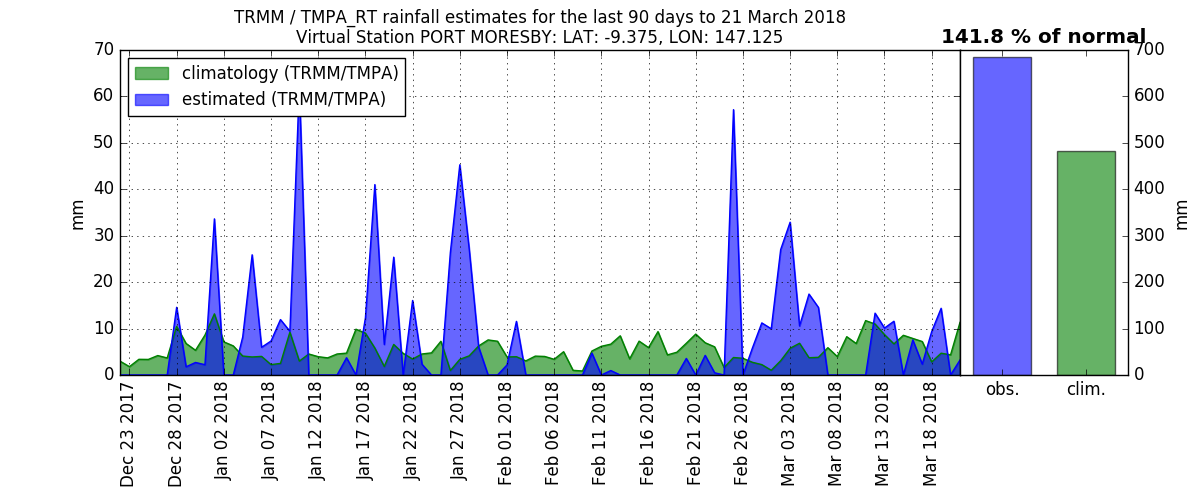 TRMM / TMPA_RT rainfall estimates for the last 90 days to 21 March 2018
Virtual Station PORT MORESBY: LAT: -9.375, LON: 147.125
141.8 % of normal
climatology (TRMM/TMPA)
estimated (TRMM/TMPA)
mm
70
60
50
40
30
20
10
0
Dec 23 2017
Dec 28 2017
Jan 02 2018
Jan 07 2018
Jan 12 2018
Jan 17 2018
Jan 22 2018
Jan 27 2018
Feb 01 2018
Feb 06 2018
Feb 11 2018
Feb 16 2018
Feb 21 2018
Feb 26 2018
Mar 03 2018
Mar 08 2018
Mar 13 2018
Mar 18 2018
obs.
clim.
700
600
500
400
300
200
100
0
mm